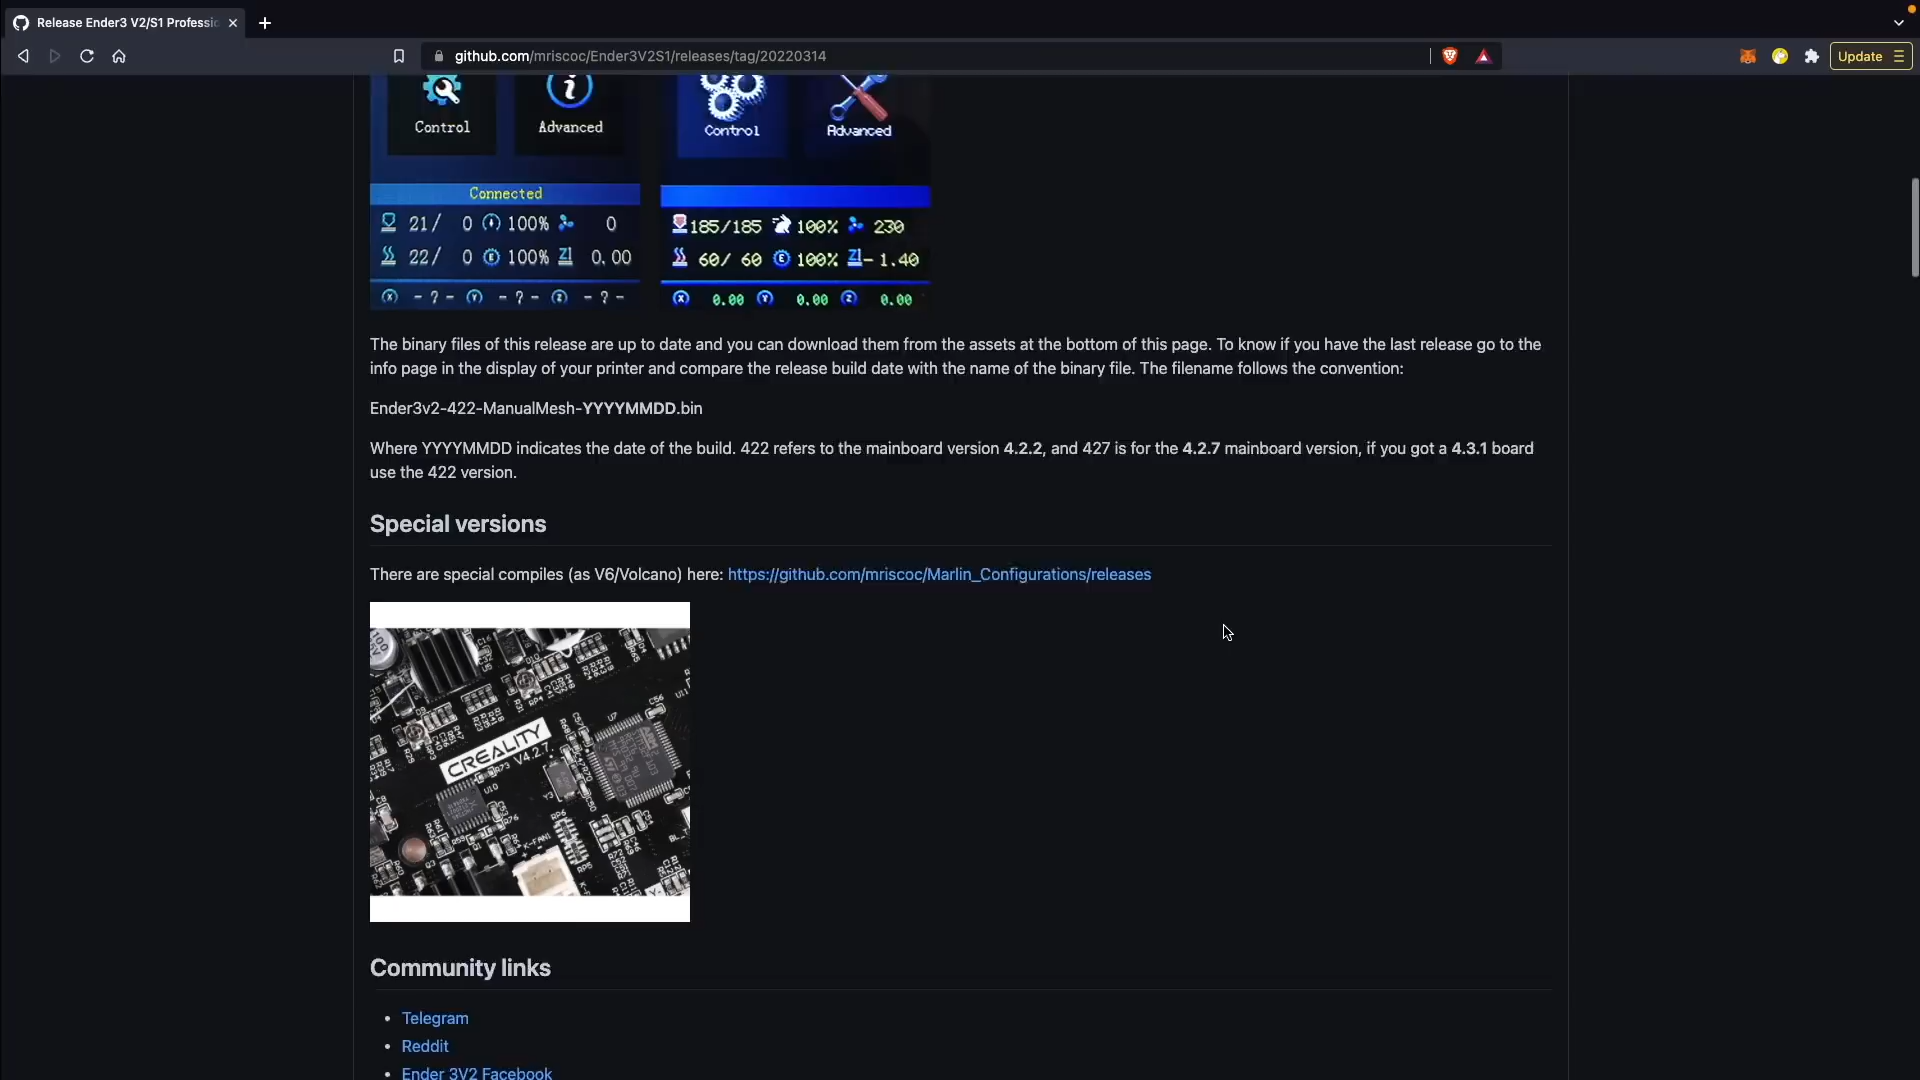 Release Ender3 V2/S1 Professio
github.com/mriscoc/Ender3V2S1/releases/tag/20220314
Update
Control Advanced
Control Advanced
Connected
21/ 0 100% 0
22/ 0 100% 0.00
- ? - - ? - - ? -
185/185 100% 230
60/ 60 100% - 1.40
0.00 0.00 0.00
The binary files of this release are up to date and you can download them from the assets at the bottom of this page. To know if you have the last release go to the
info page in the display of your printer and compare the release build date with the name of the binary file. The filename follows the convention:
Ender3v2-422-ManualMesh-YYYYMMDD.bin
Where YYYYMMDD indicates the date of the build. 422 refers to the mainboard version 4.2.2, and 427 is for the 4.2.7 mainboard version, if you got a 4.3.1 board
use the 422 version.
Special versions
There are special compiles (as V6/Volcano) here: https://github.com/mriscoc/Marlin_Configurations/releases
CREALITY
V4.2.7
Community links
• Telegram
• Reddit
• Ender 3V2 Facebook